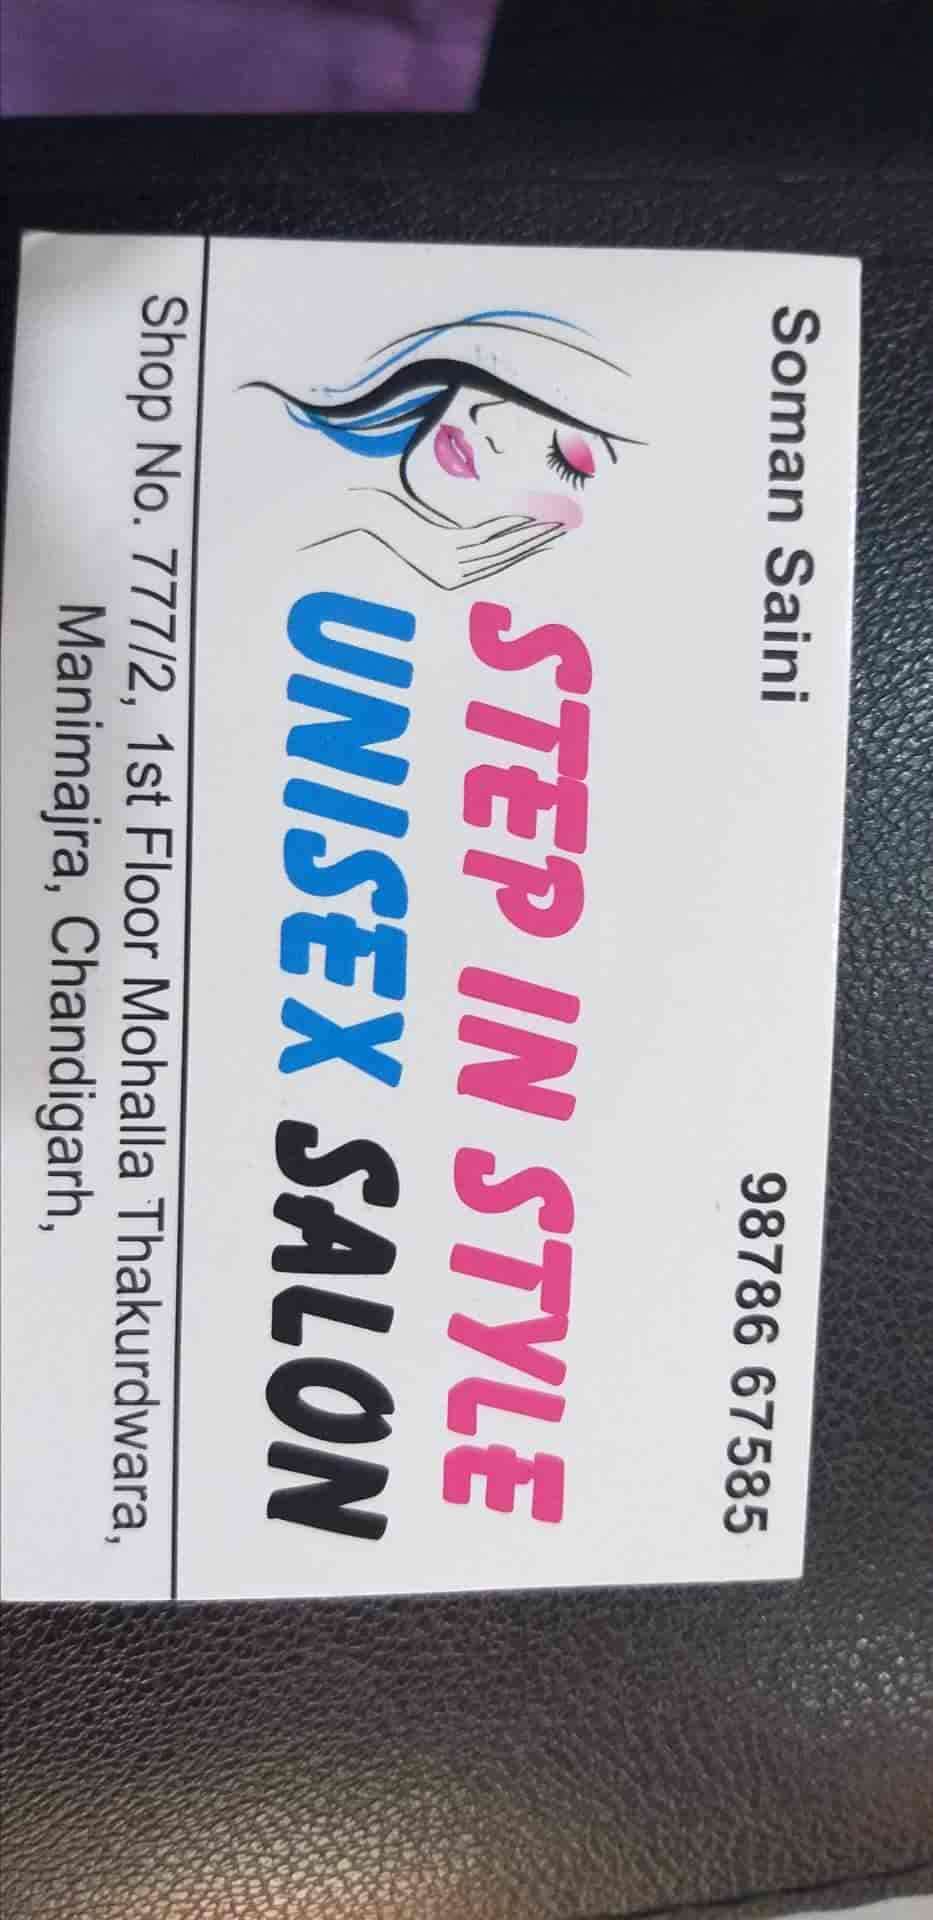 Soman Saini
98786 67585
STEP IN STYLE
UNISEX SALON
Shop No. 777/2, 1st Floor Mohalla Thakurdwara,
Manimajra, Chandigarh,